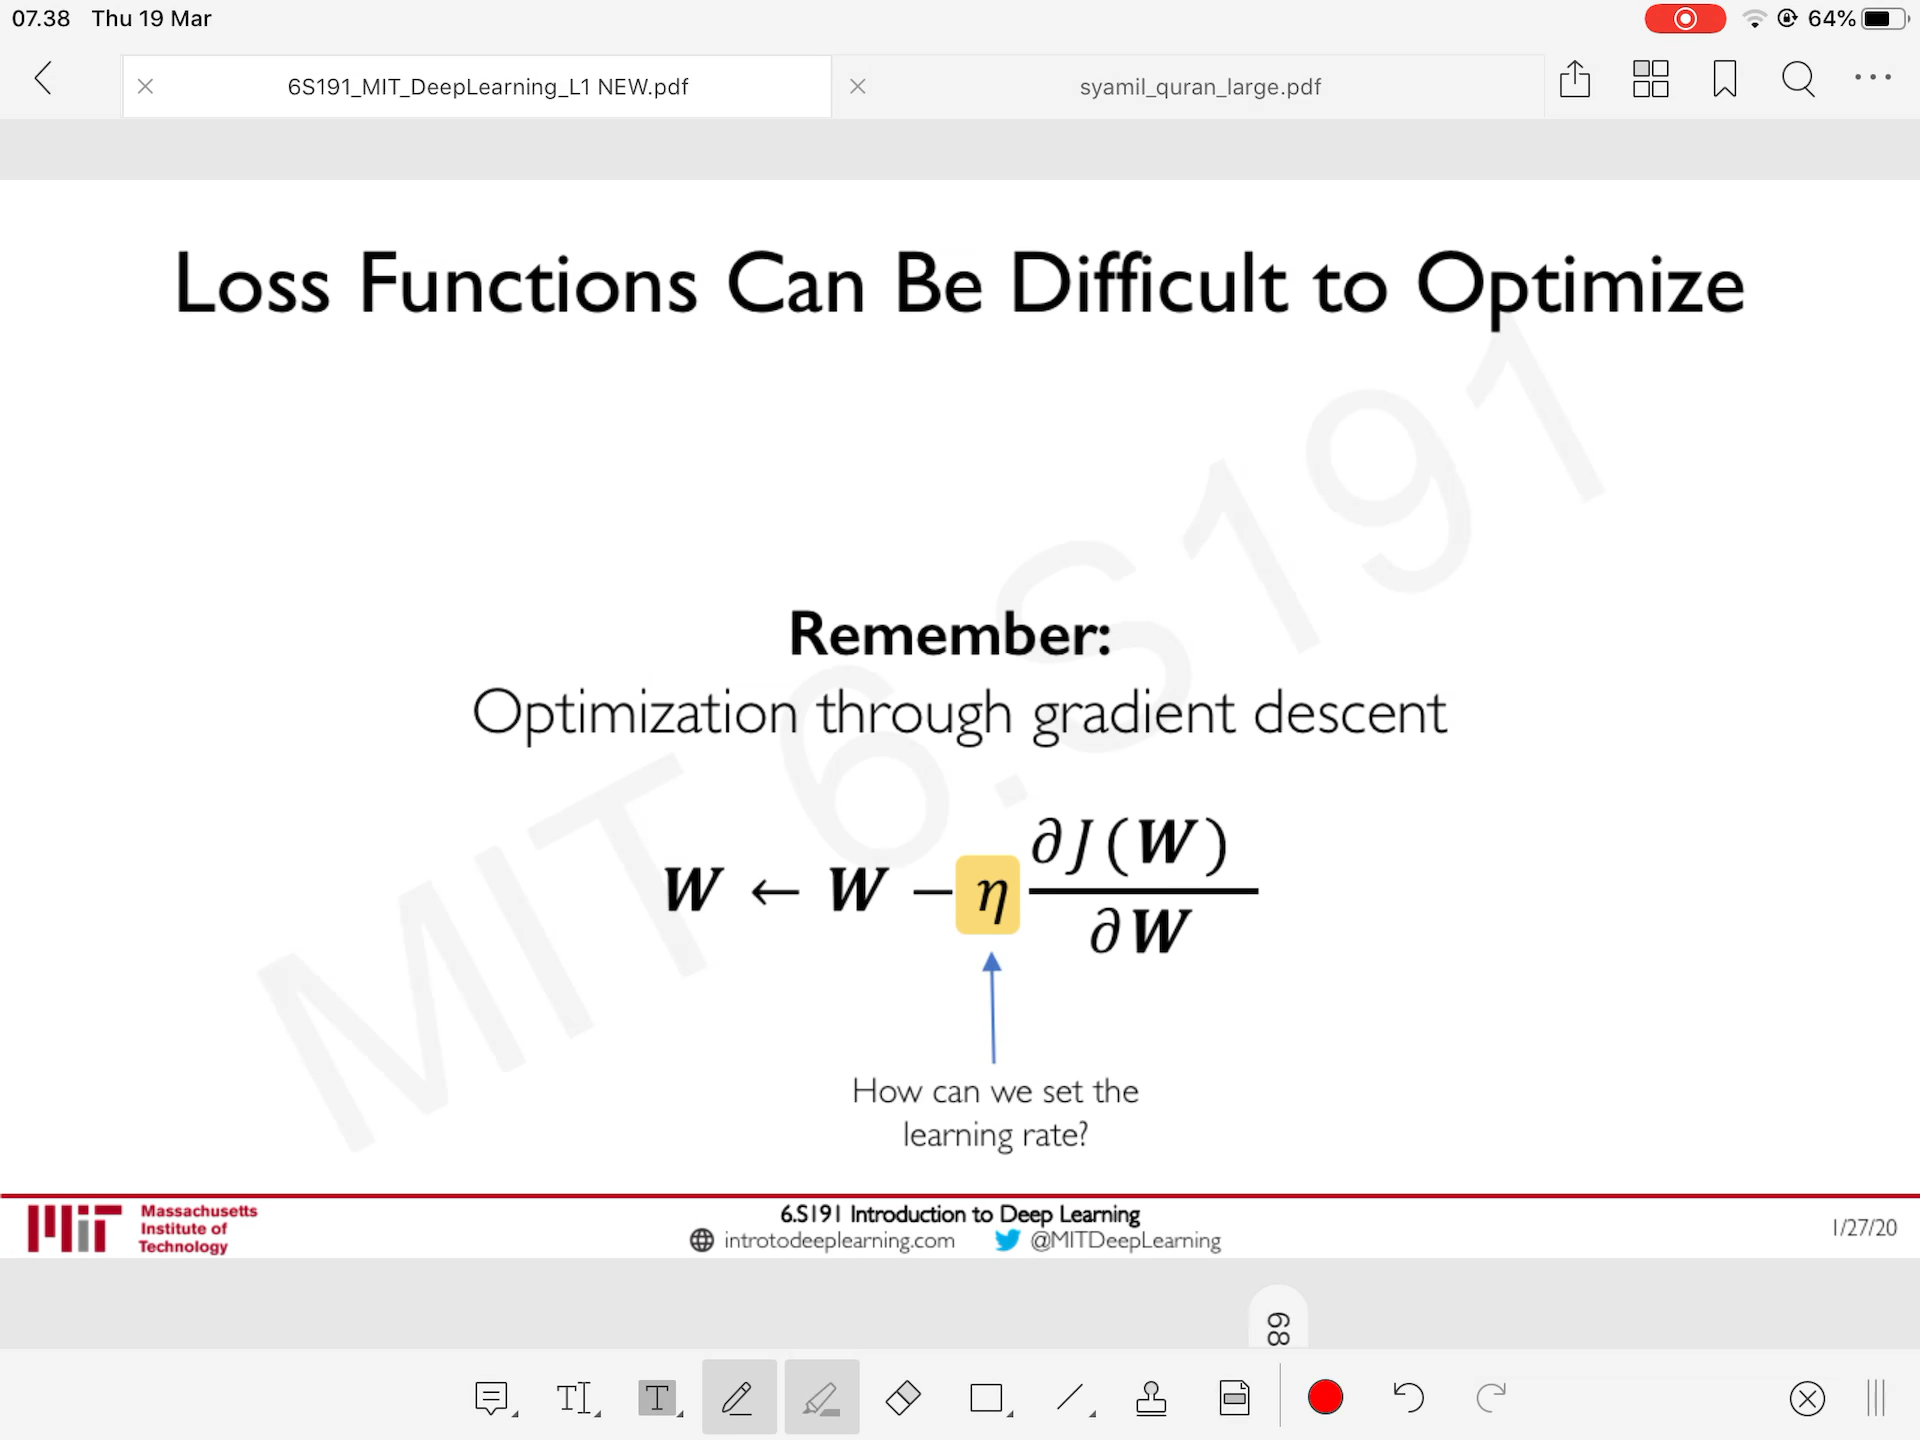 07.38 Thu 19 Mar
64%
6S191_MIT_DeepLearning_L1 NEW.pdf
syamil_quran_large.pdf
Loss Functions Can Be Difficult to Optimize
MIT 6.S191
Remember:
Optimization through gradient descent
W ← W − η ∂J(W)
∂W
How can we set the
learning rate?
Massachusetts
Institute of
Technology
6.S191 Introduction to Deep Learning
introtodeeplearning.com @MITDeepLearning
1/27/20
68